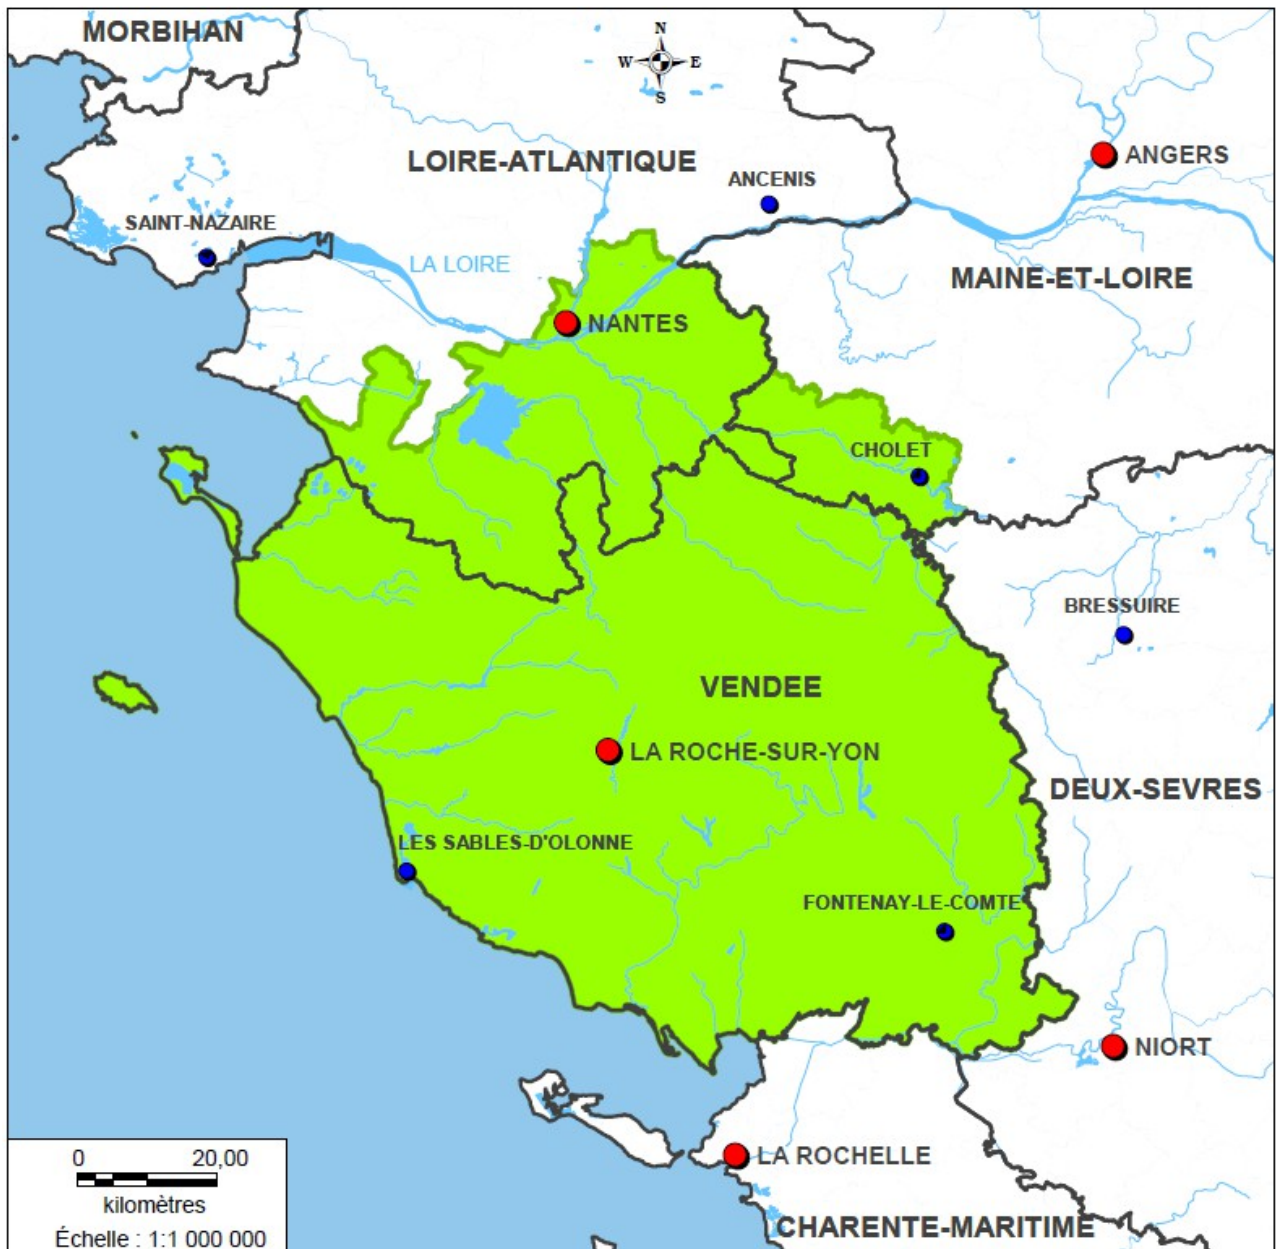 MORBIHAN
N
W E
S
LOIRE-ATLANTIQUE
ANGERS
ANCENIS
SAINT-NAZAIRE
LA LOIRE
MAINE-ET-LOIRE
NANTES
CHOLET
BRESSUIRE
VENDEE
LA ROCHE-SUR-YON
DEUX-SEVRES
LES SABLES-D'OLONNE
FONTENAY-LE-COMTE
NIORT
LA ROCHELLE
CHARENTE-MARITIME
0 20,00
kilomètres
Échelle : 1:1 000 000